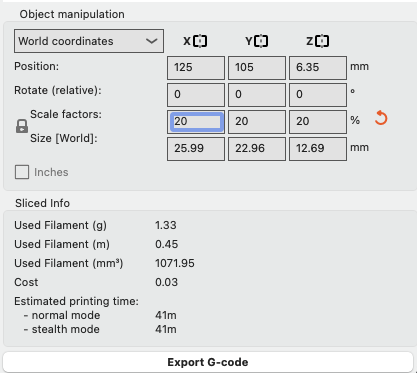 Object manipulation
World coordinates X Y Z
Position: 125 105 6.35 mm
Rotate (relative): 0 0 0 °
Scale factors: 20 20 20 %
Size [World]: 25.99 22.96 12.69 mm
Inches
Sliced Info
Used Filament (g) 1.33
Used Filament (m) 0.45
Used Filament (mm³) 1071.95
Cost 0.03
Estimated printing time:
- normal mode 41m
- stealth mode 41m
Export G-code